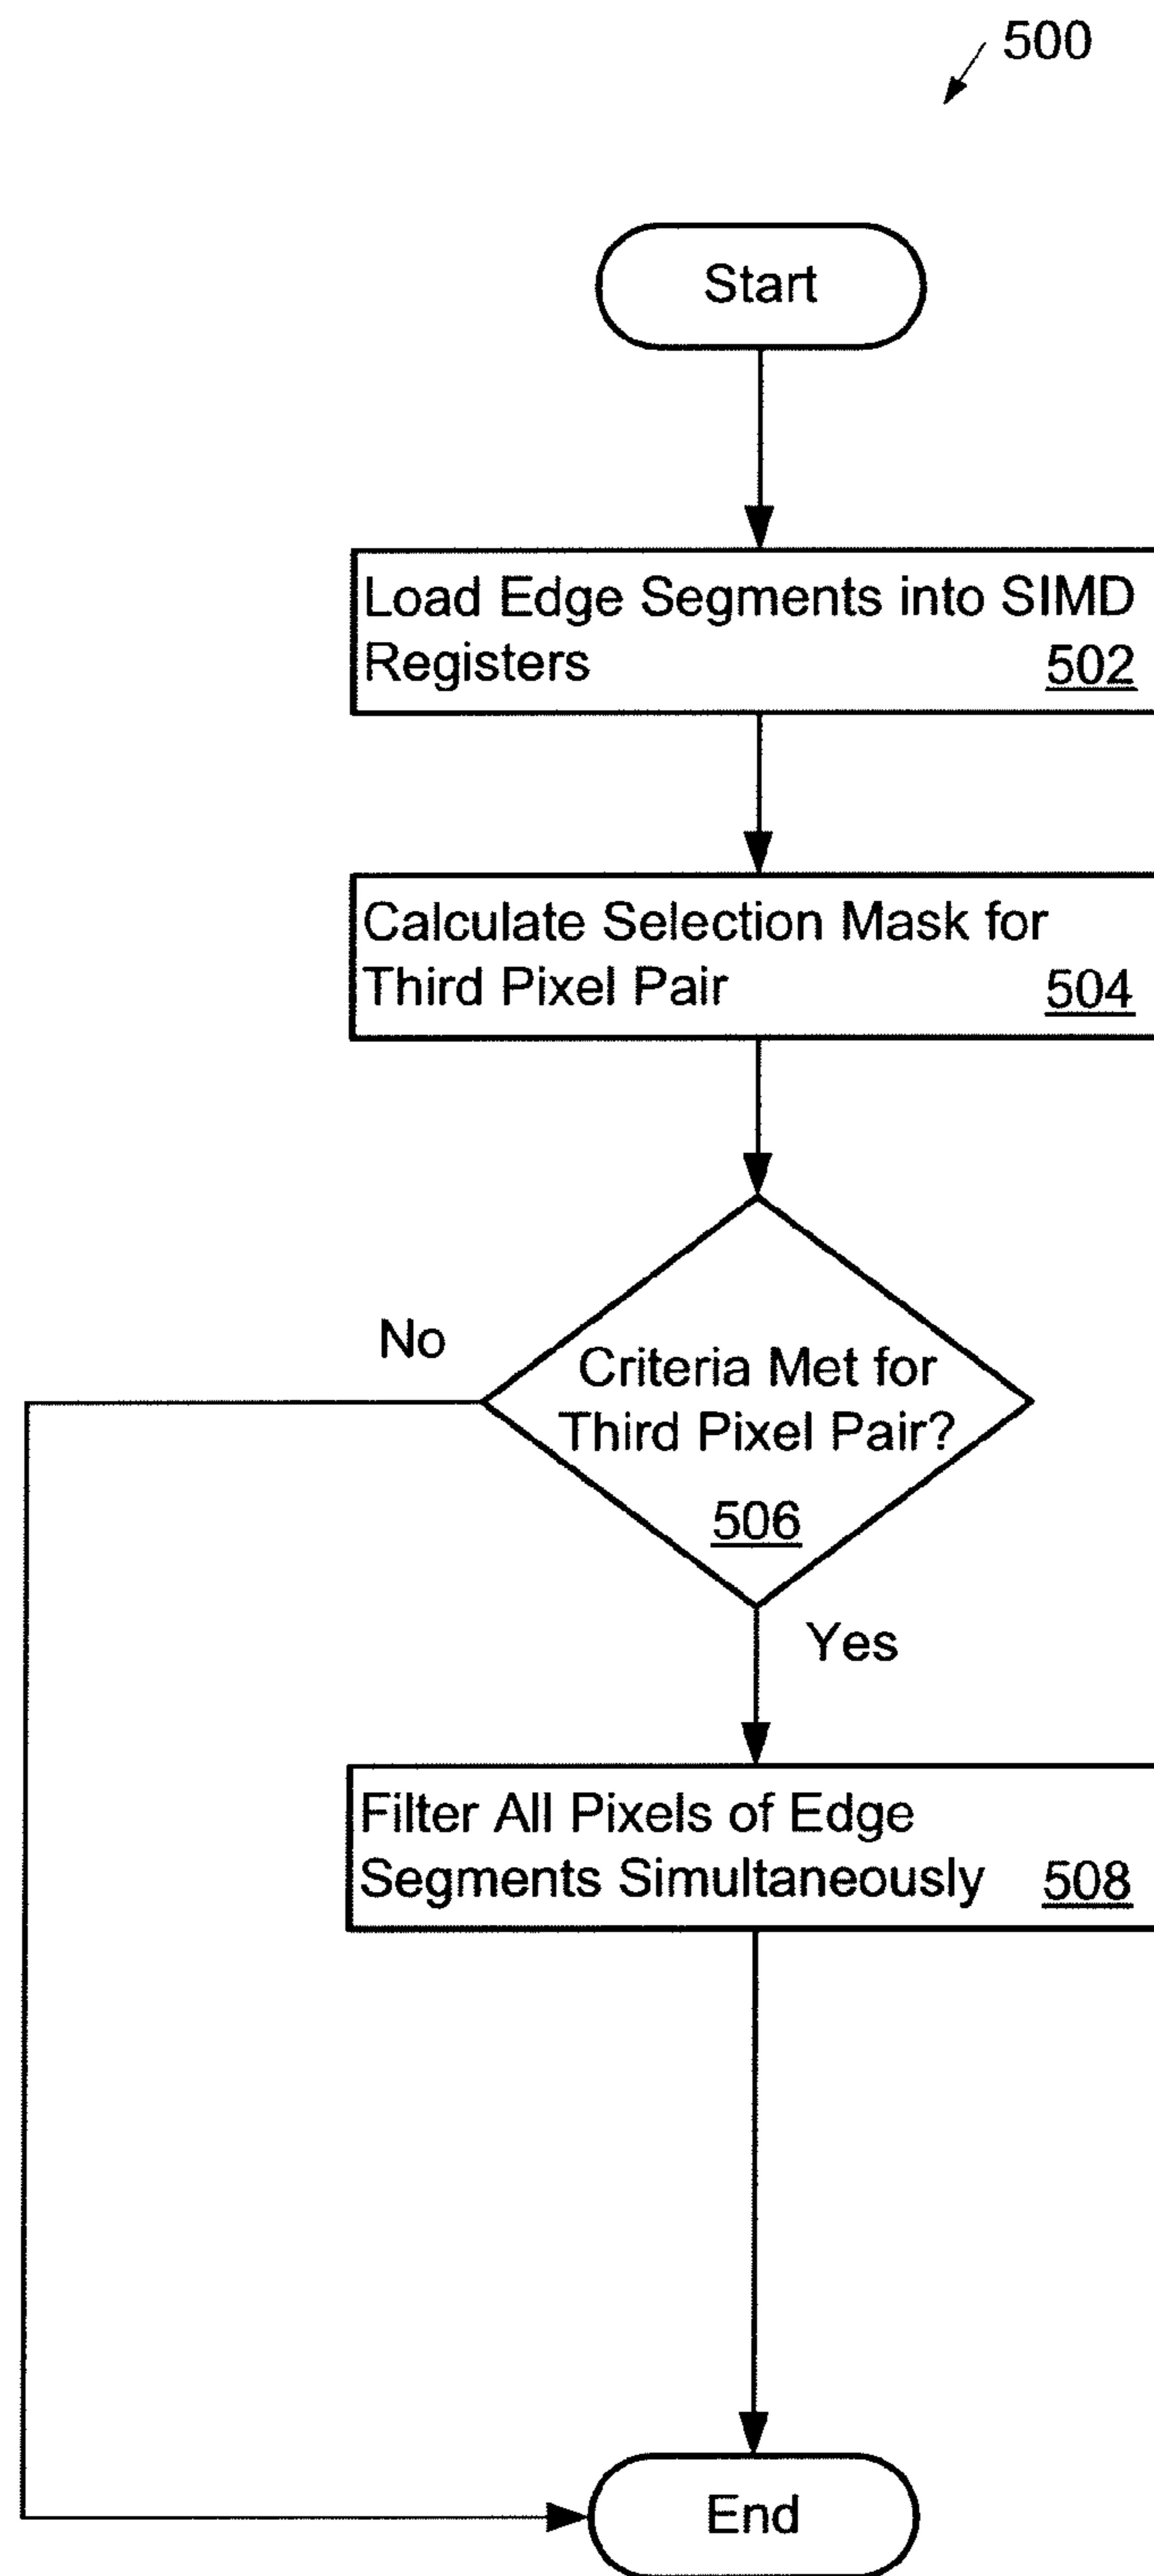 500
Start
Load Edge Segments into SIMD
Registers 502
Calculate Selection Mask for
Third Pixel Pair 504
No
Criteria Met for
Third Pixel Pair?
506
Yes
Filter All Pixels of Edge
Segments Simultaneously 508
End